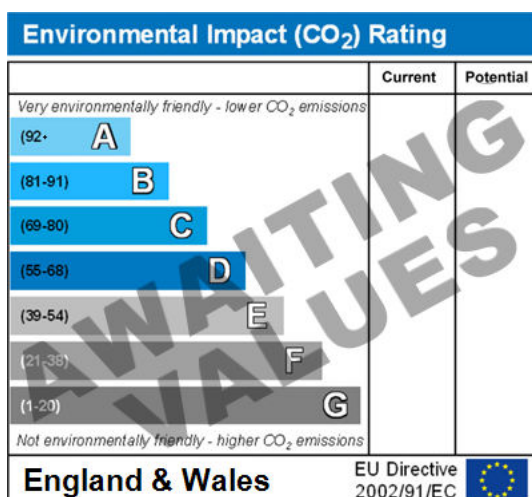 Environmental Impact (CO₂) Rating
Current Potential
Very environmentally friendly - lower CO₂ emissions
(92+ A
(81-91) B
(69-80) C
(55-68) D
(39-54) E
(21-38) F
(1-20) G
AWAITING
VALUES
Not environmentally friendly - higher CO₂ emissions
England & Wales
EU Directive
2002/91/EC